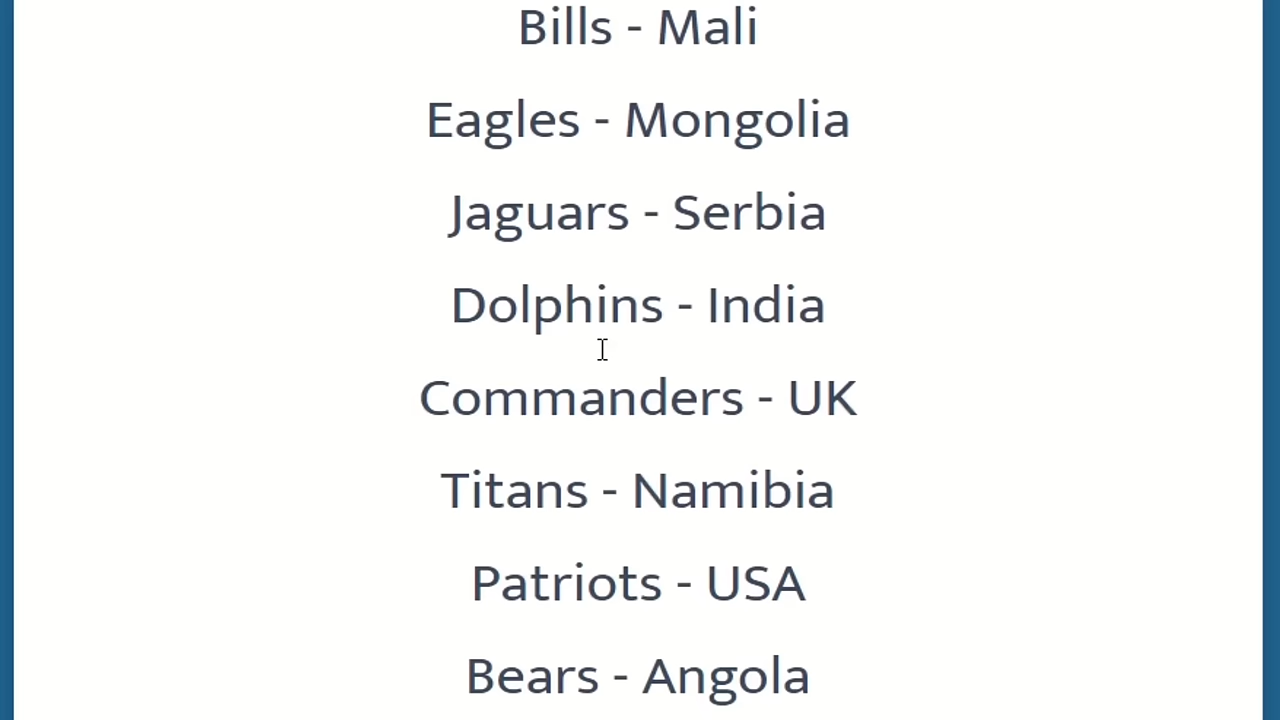 Bills - Mali
Eagles - Mongolia
Jaguars - Serbia
Dolphins - India
Commanders - UK
Titans - Namibia
Patriots - USA
Bears - Angola